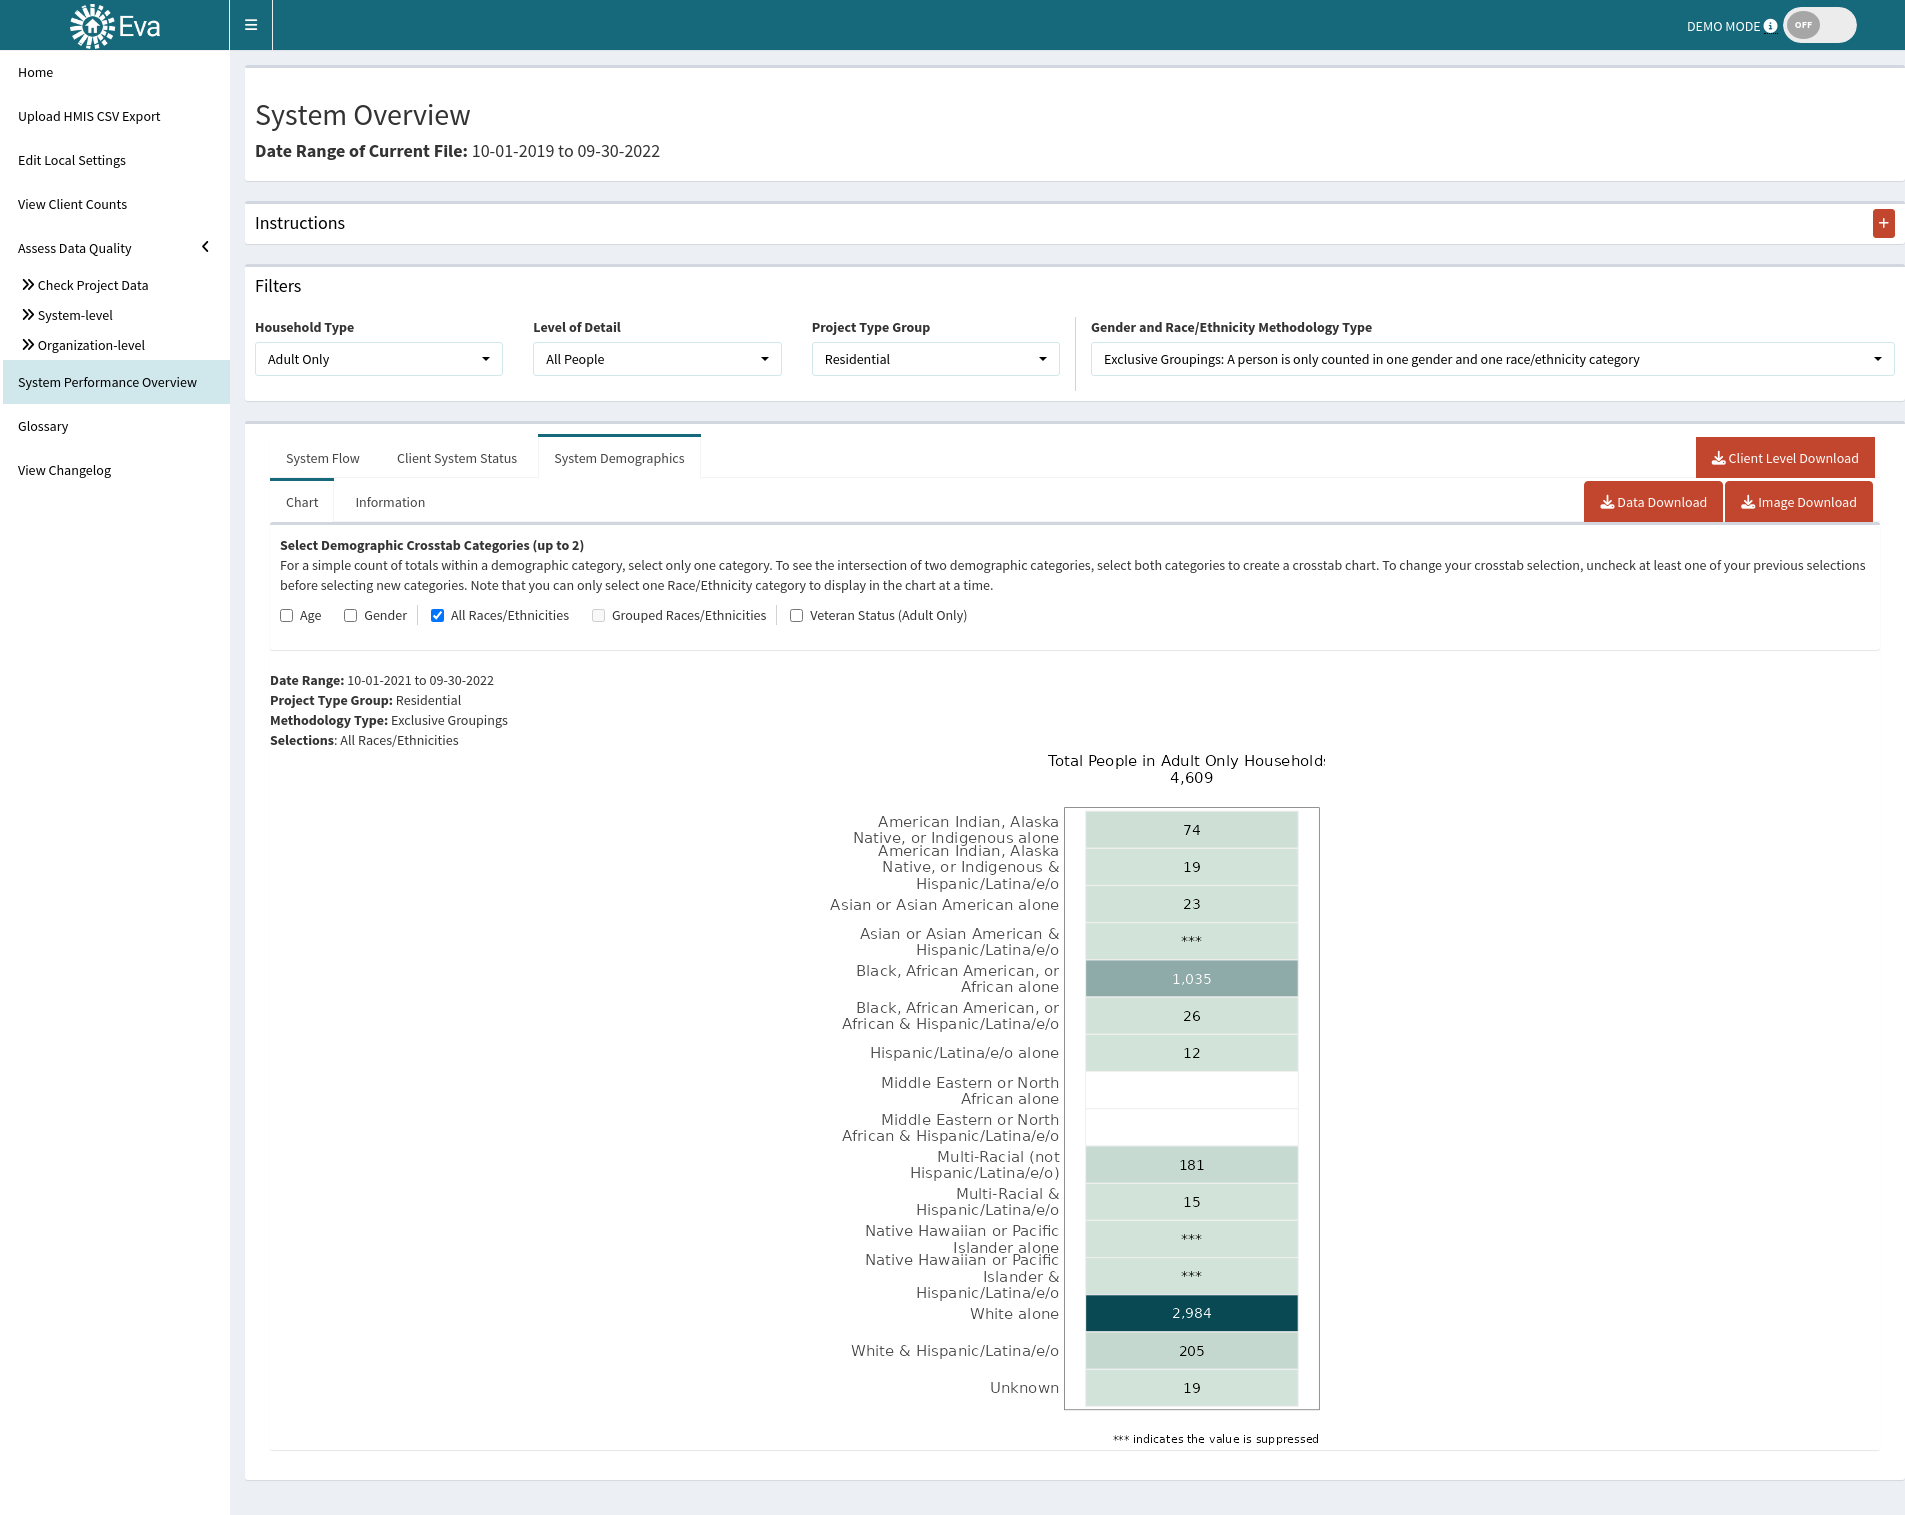 Eva
DEMO MODE
OFF
Home
Upload HMIS CSV Export
Edit Local Settings
View Client Counts
Assess Data Quality
Check Project Data
System-level
Organization-level
System Performance Overview
Glossary
View Changelog
System Overview
Date Range of Current File: 10-01-2019 to 09-30-2022
Instructions
+
Filters
Household Type
Adult Only
Level of Detail
All People
Project Type Group
Residential
Gender and Race/Ethnicity Methodology Type
Exclusive Groupings: A person is only counted in one gender and one race/ethnicity category
System Flow
Client System Status
System Demographics
Client Level Download
Chart
Information
Data Download
Image Download
Select Demographic Crosstab Categories (up to 2)
For a simple count of totals within a demographic category, select only one category. To see the intersection of two demographic categories, select both categories to create a crosstab chart. To change your crosstab selection, uncheck at least one of your previous selections
before selecting new categories. Note that you can only select one Race/Ethnicity category to display in the chart at a time.
Age
Gender
All Races/Ethnicities
Grouped Races/Ethnicities
Veteran Status (Adult Only)
Date Range: 10-01-2021 to 09-30-2022
Project Type Group: Residential
Methodology Type: Exclusive Groupings
Selections: All Races/Ethnicities
Total People in Adult Only Households
4,609
American Indian, Alaska
Native, or Indigenous alone
74
American Indian, Alaska
Native, or Indigenous &
Hispanic/Latina/e/o
19
Asian or Asian American alone
23
Asian or Asian American &
Hispanic/Latina/e/o
***
Black, African American, or
African alone
1,035
Black, African American, or
African & Hispanic/Latina/e/o
26
Hispanic/Latina/e/o alone
12
Middle Eastern or North
African alone
Middle Eastern or North
African & Hispanic/Latina/e/o
Multi-Racial (not
Hispanic/Latina/e/o)
181
Multi-Racial &
Hispanic/Latina/e/o
15
Native Hawaiian or Pacific
Islander alone
***
Native Hawaiian or Pacific
Islander &
Hispanic/Latina/e/o
***
White alone
2,984
White & Hispanic/Latina/e/o
205
Unknown
19
*** indicates the value is suppressed